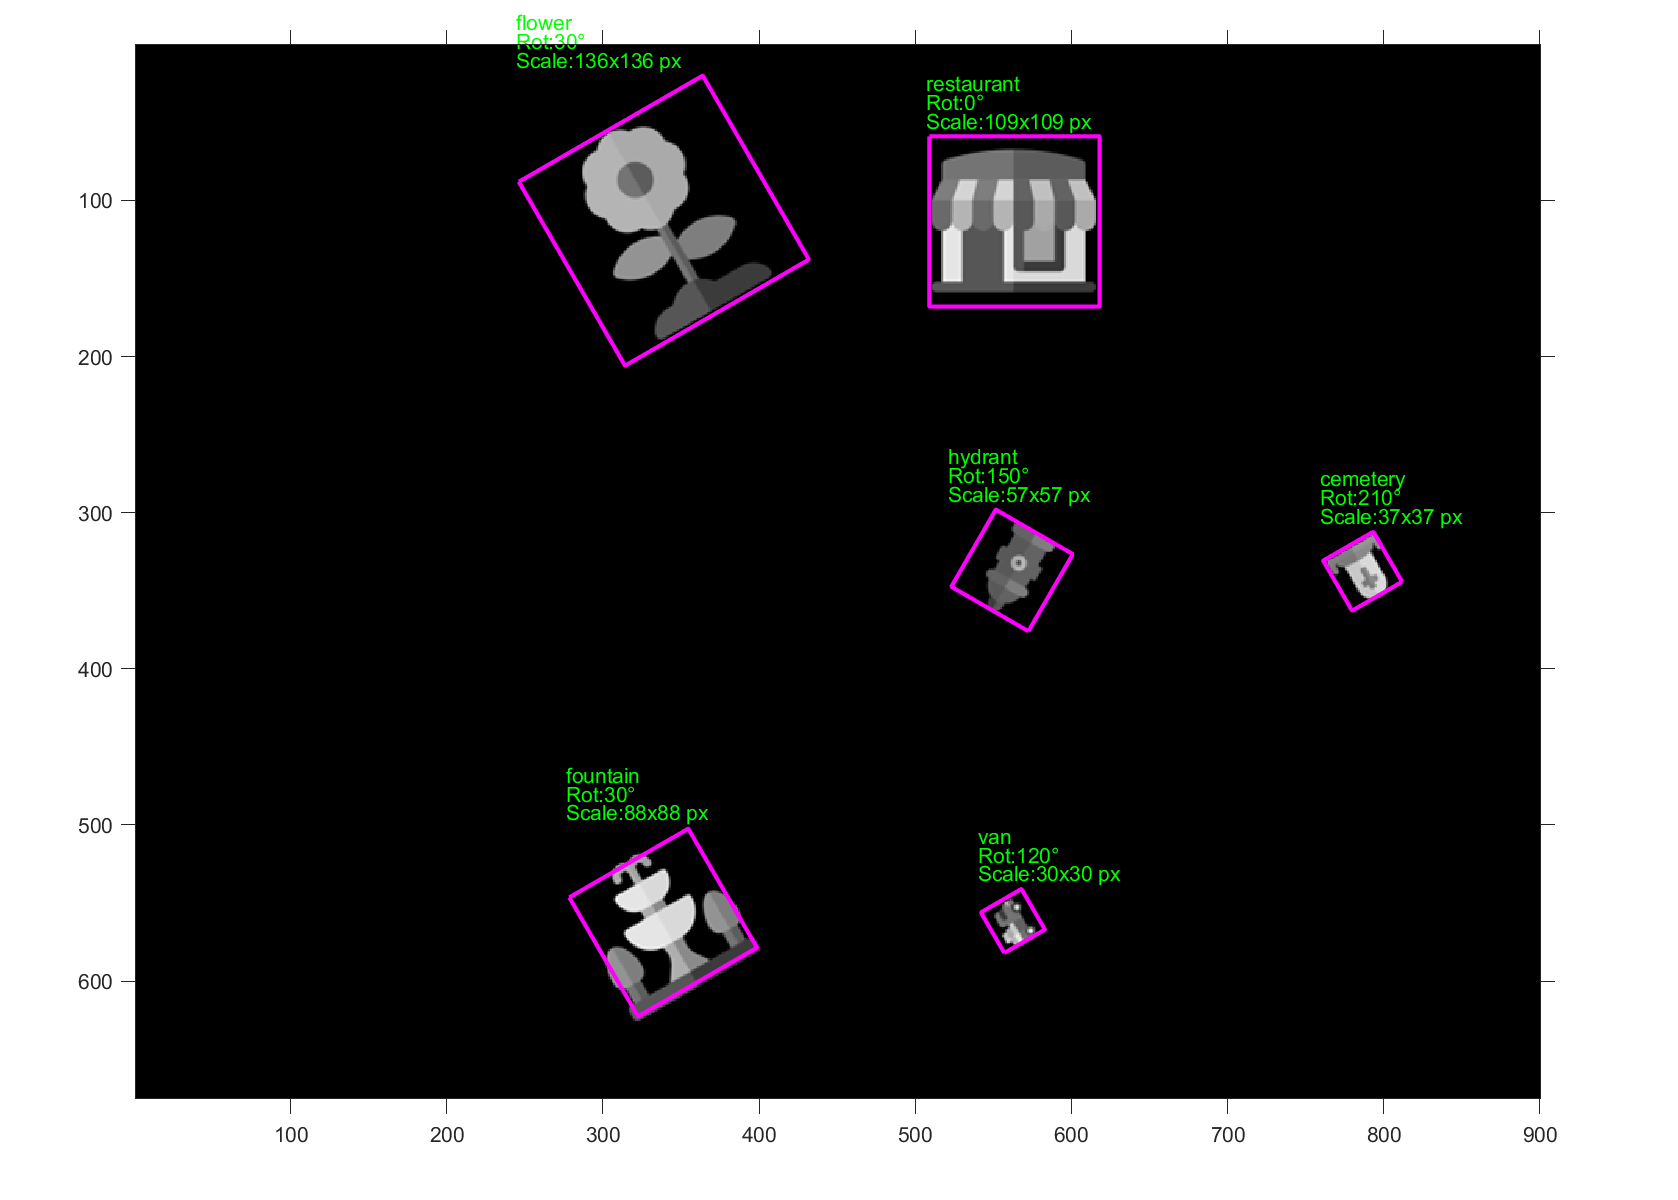 flower
Rot:30°
Scale:136x136 px
restaurant
Rot:0°
Scale:109x109 px
100
200
hydrant
Rot:150°
Scale:57x57 px
cemetery
Rot:210°
Scale:37x37 px
300
400
fountain
Rot:30°
Scale:88x88 px
500
van
Rot:120°
Scale:30x30 px
600
100 200 300 400 500 600 700 800 900